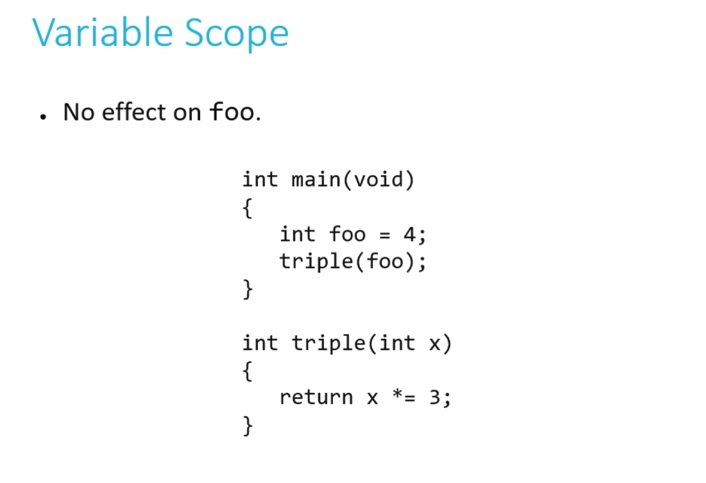 Variable Scope
• No effect on foo.
int main(void)
{
   int foo = 4;
   triple(foo);
}
int triple(int x)
{
   return x *= 3;
}